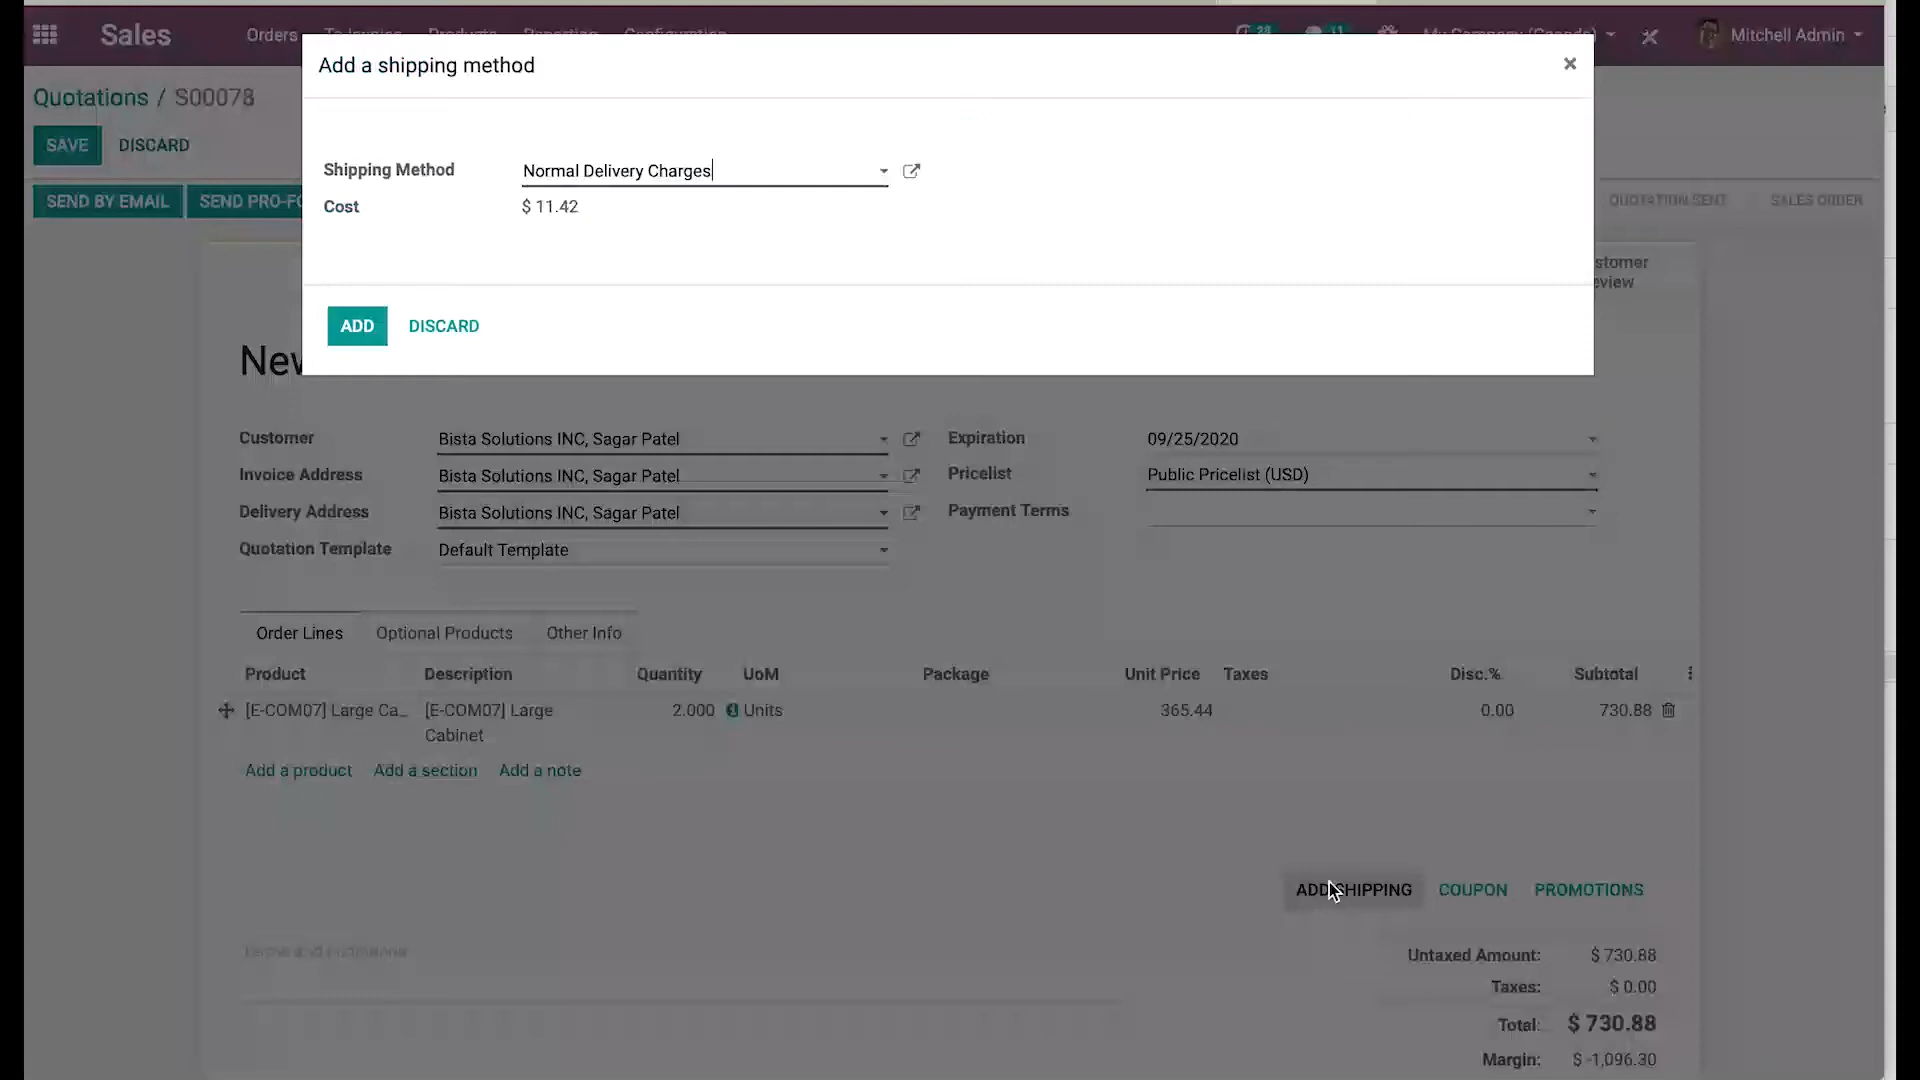 Sales Orders Mitchell Admin
Add a shipping method ×
Quotations / S00078
SAVE DISCARD
Shipping Method Normal Delivery Charges
SEND BY EMAIL SEND PRO-FO QUOTATION SENT SALES ORDER
Cost $ 11.42
stomer
eview
ADD DISCARD
Nev
Customer Bista Solutions INC, Sagar Patel Expiration 09/25/2020
Invoice Address Bista Solutions INC, Sagar Patel Pricelist Public Pricelist (USD)
Delivery Address Bista Solutions INC, Sagar Patel Payment Terms
Quotation Template Default Template
Order Lines Optional Products Other Info
Product Description Quantity UoM Package Unit Price Taxes Disc.% Subtotal
[E-COM07] Large Ca... [E-COM07] Large 2.000 Units 365.44 0.00 730.88
Cabinet
Add a product Add a section Add a note
ADD SHIPPING COUPON PROMOTIONS
Untaxed Amount: $ 730.88
Taxes: $ 0.00
Total: $ 730.88
Margin: $ -1,096.30